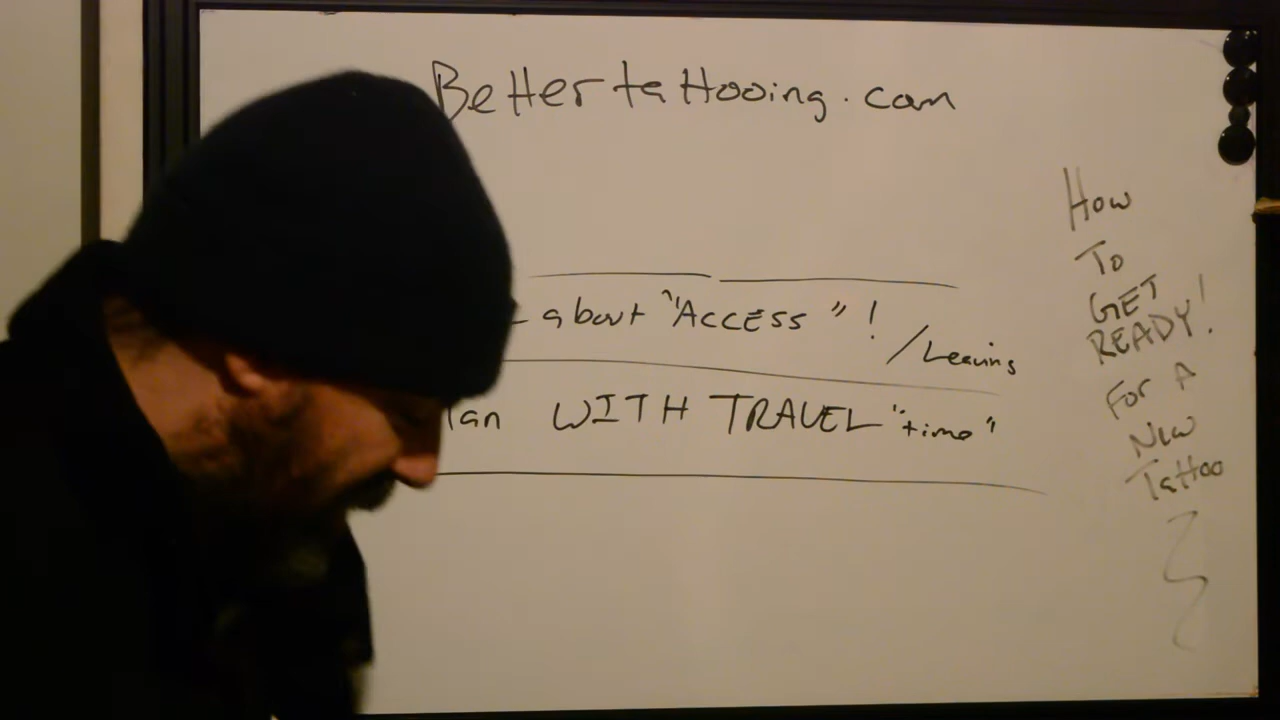 Bettertattooing.com
about "ACCESS"!
/Leaving
lan WITH TRAVEL "time"
How
To
GET
READY!
For A
New
Tattoo